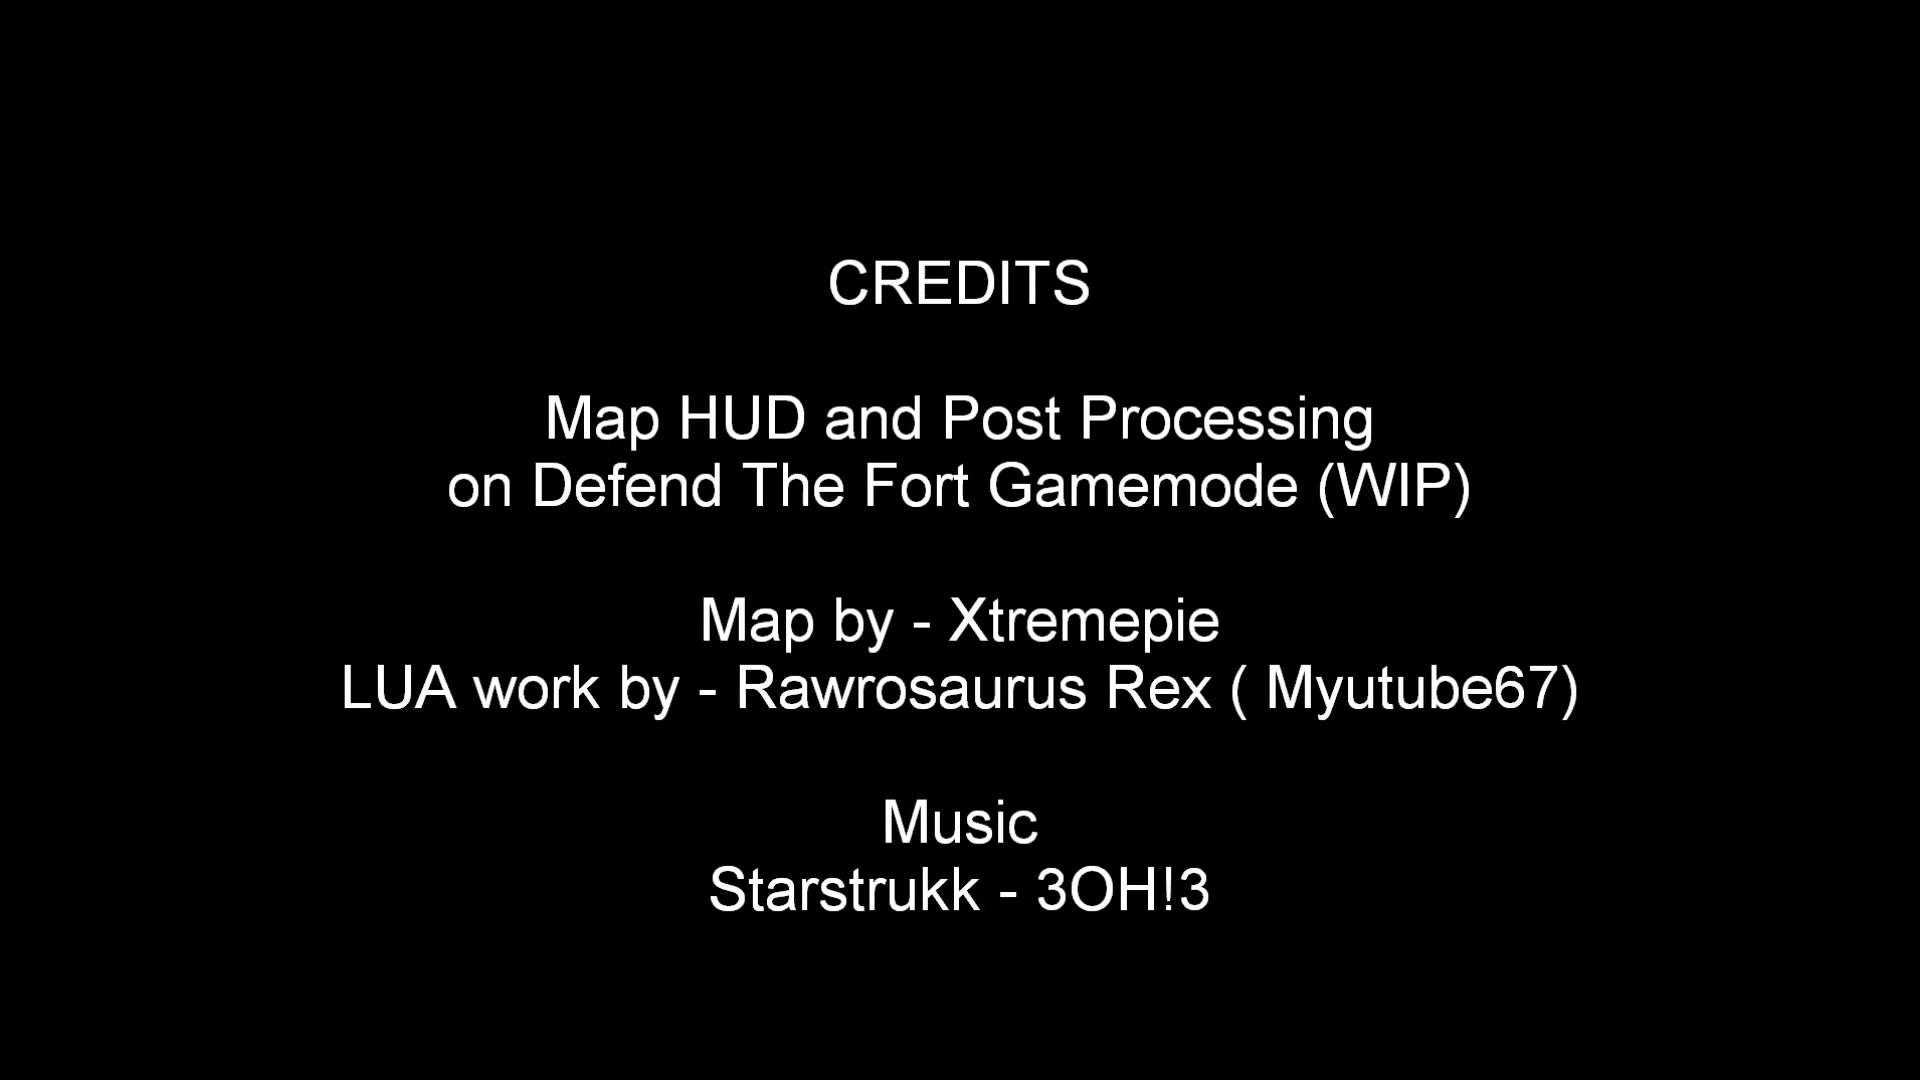 CREDITS
Map HUD and Post Processing
on Defend The Fort Gamemode (WIP)
Map by - Xtremepie
LUA work by - Rawrosaurus Rex ( Myutube67)
Music
Starstrukk - 3OH!3